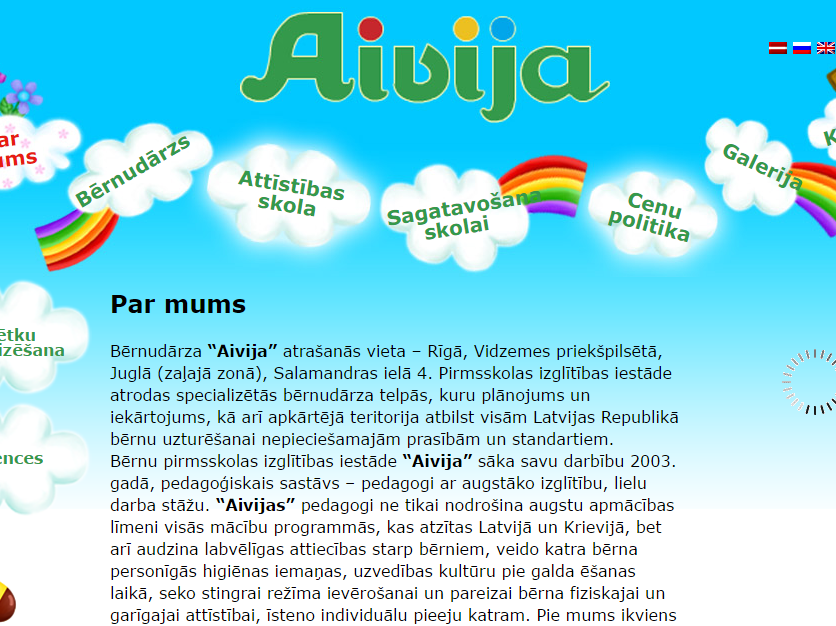 Aivija
ar
ums
Bērnudārzs
Attīstības
skola
Sagatavošana
skolai
Cenu
politika
Galerija
K
ētku
izēšana
ences
Par mums
Bērnudārza “Aivija” atrašanās vieta – Rīgā, Vidzemes priekšpilsētā,
Juglā (zaļajā zonā), Salamandras ielā 4. Pirmsskolas izglītības iestāde
atrodas specializētās bērnudārza telpās, kuru plānojums un
iekārtojums, kā arī apkārtējā teritorija atbilst visām Latvijas Republikā
bērnu uzturēšanai nepieciešamajām prasībām un standartiem.
Bērnu pirmsskolas izglītības iestāde “Aivija” sāka savu darbību 2003.
gadā, pedagoģiskais sastāvs – pedagogi ar augstāko izglītību, lielu
darba stāžu. “Aivijas” pedagogi ne tikai nodrošina augstu apmācības
līmeni visās mācību programmās, kas atzītas Latvijā un Krievijā, bet
arī audzina labvēlīgas attiecības starp bērniem, veido katra bērna
personīgās higiēnas iemaņas, uzvedības kultūru pie galda ēšanas
laikā, seko stingrai režīma ievērošanai un pareizai bērna fiziskajai un
garīgajai attīstībai, īsteno individuālu pieeju katram. Pie mums ikviens